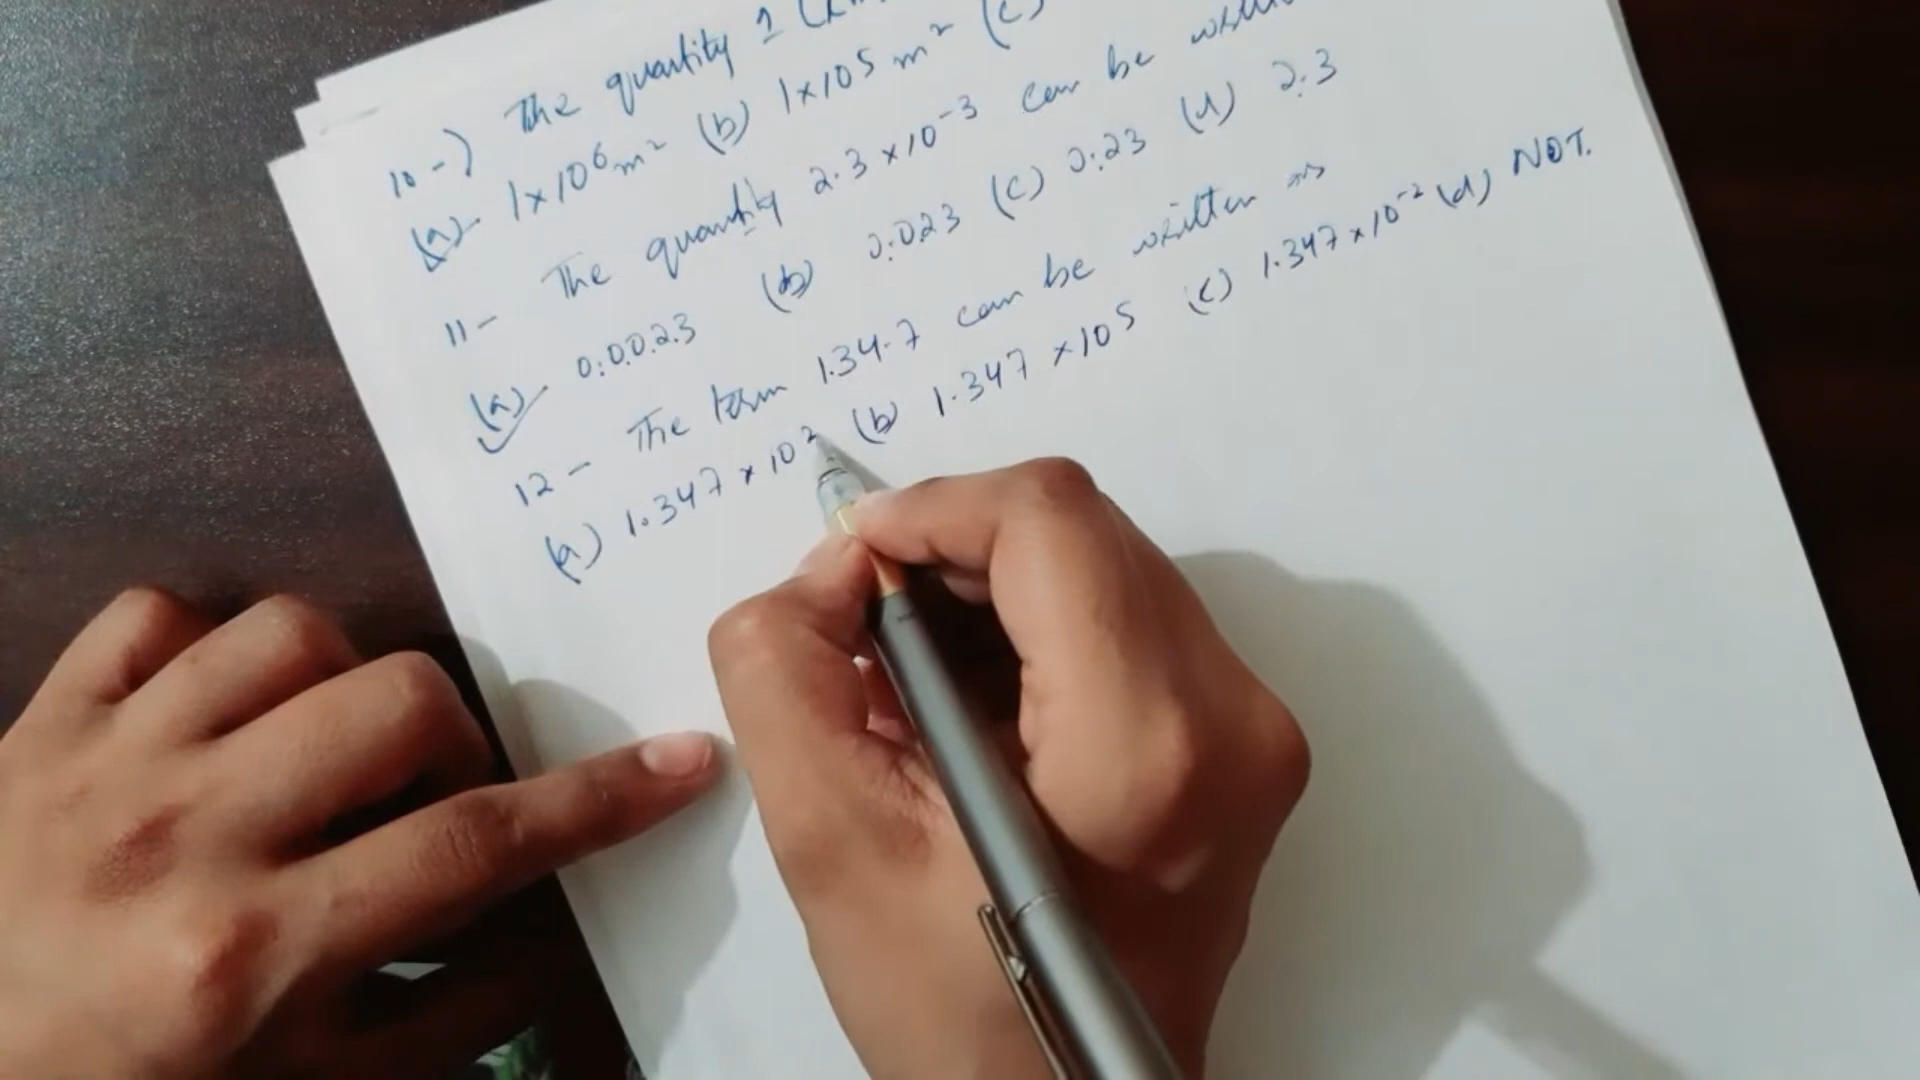 10-) The quantity 1
(a) 1×10⁶m² (b) 1×10⁵ m² (c)
11- The quantity 2.3 ×10⁻³ can be
(a) 0.0023 (b) 0.023 (c) 0.23 (d) 2.3
12- The term 134.7 can be written as
(a) 1.347 × 10² (b) 1.347 ×10⁵ (c) 1.347×10⁻² (d) NOT.